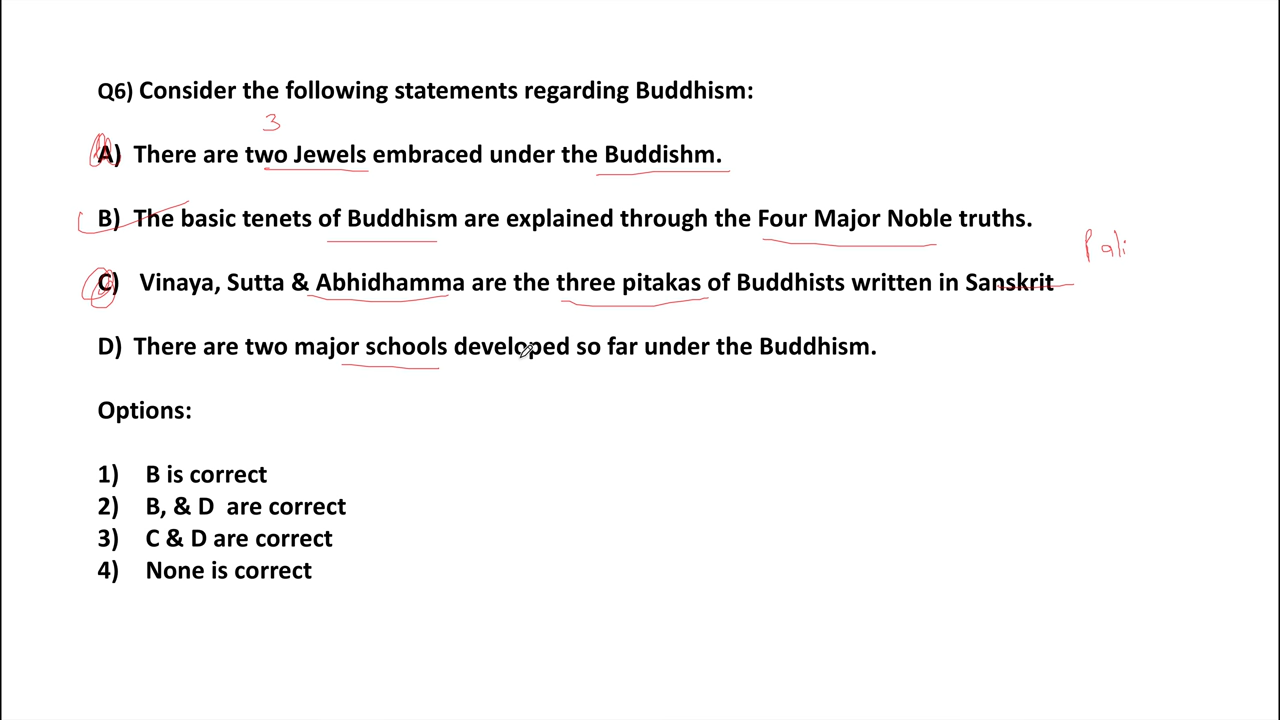 Q6) Consider the following statements regarding Buddhism:
3
A) There are two Jewels embraced under the Buddishm.
B) The basic tenets of Buddhism are explained through the Four Major Noble truths.
Pali
C) Vinaya, Sutta & Abhidhamma are the three pitakas of Buddhists written in Sanskrit
D) There are two major schools developed so far under the Buddhism.
Options:
1) B is correct
2) B, & D are correct
3) C & D are correct
4) None is correct